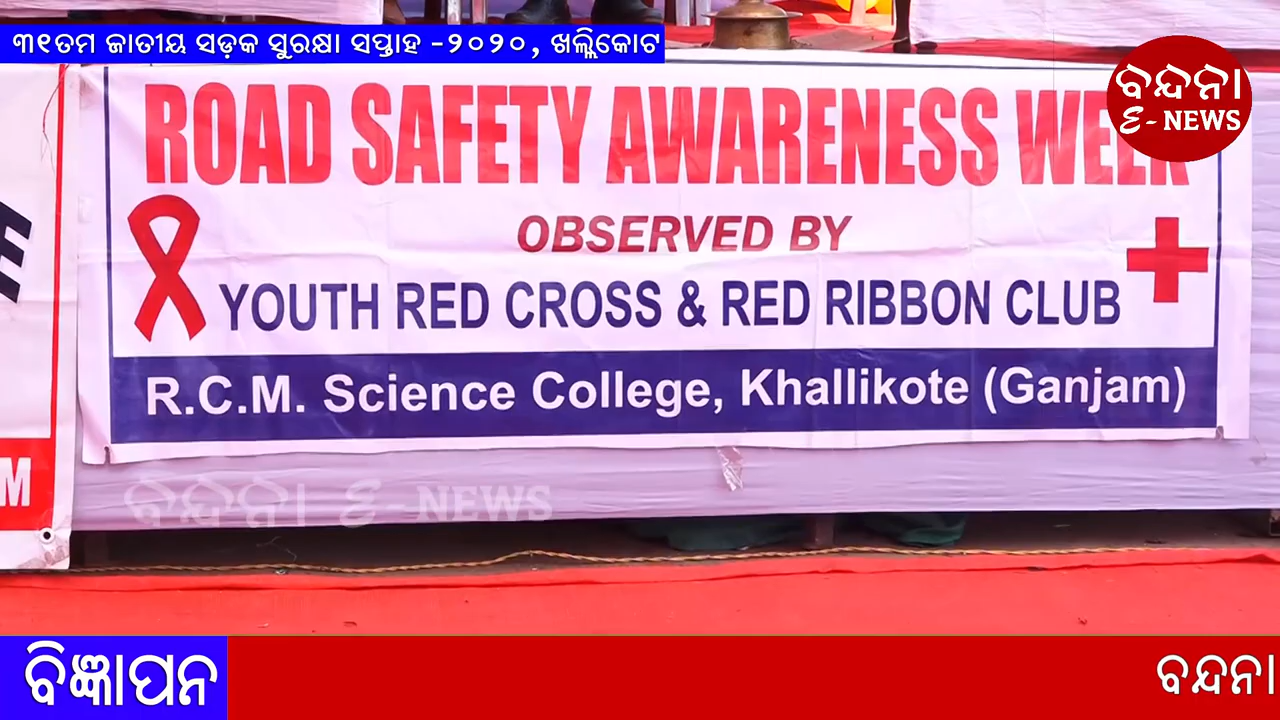 ୩୧ତମ ଜାତୀୟ ସଡ଼କ ସୁରକ୍ଷା ସପ୍ତାହ -୨୦୨୦, ଖଲ୍ଲିକୋଟ
ବନ୍ଦନା
ଈ- NEWS
ROAD SAFETY AWARENESS WEEK
OBSERVED BY
YOUTH RED CROSS & RED RIBBON CLUB
R.C.M. Science College, Khallikote (Ganjam)
E
M
ବନ୍ଦନା ଈ- NEWS
ବିଜ୍ଞାପନ
ବନ୍ଦନା